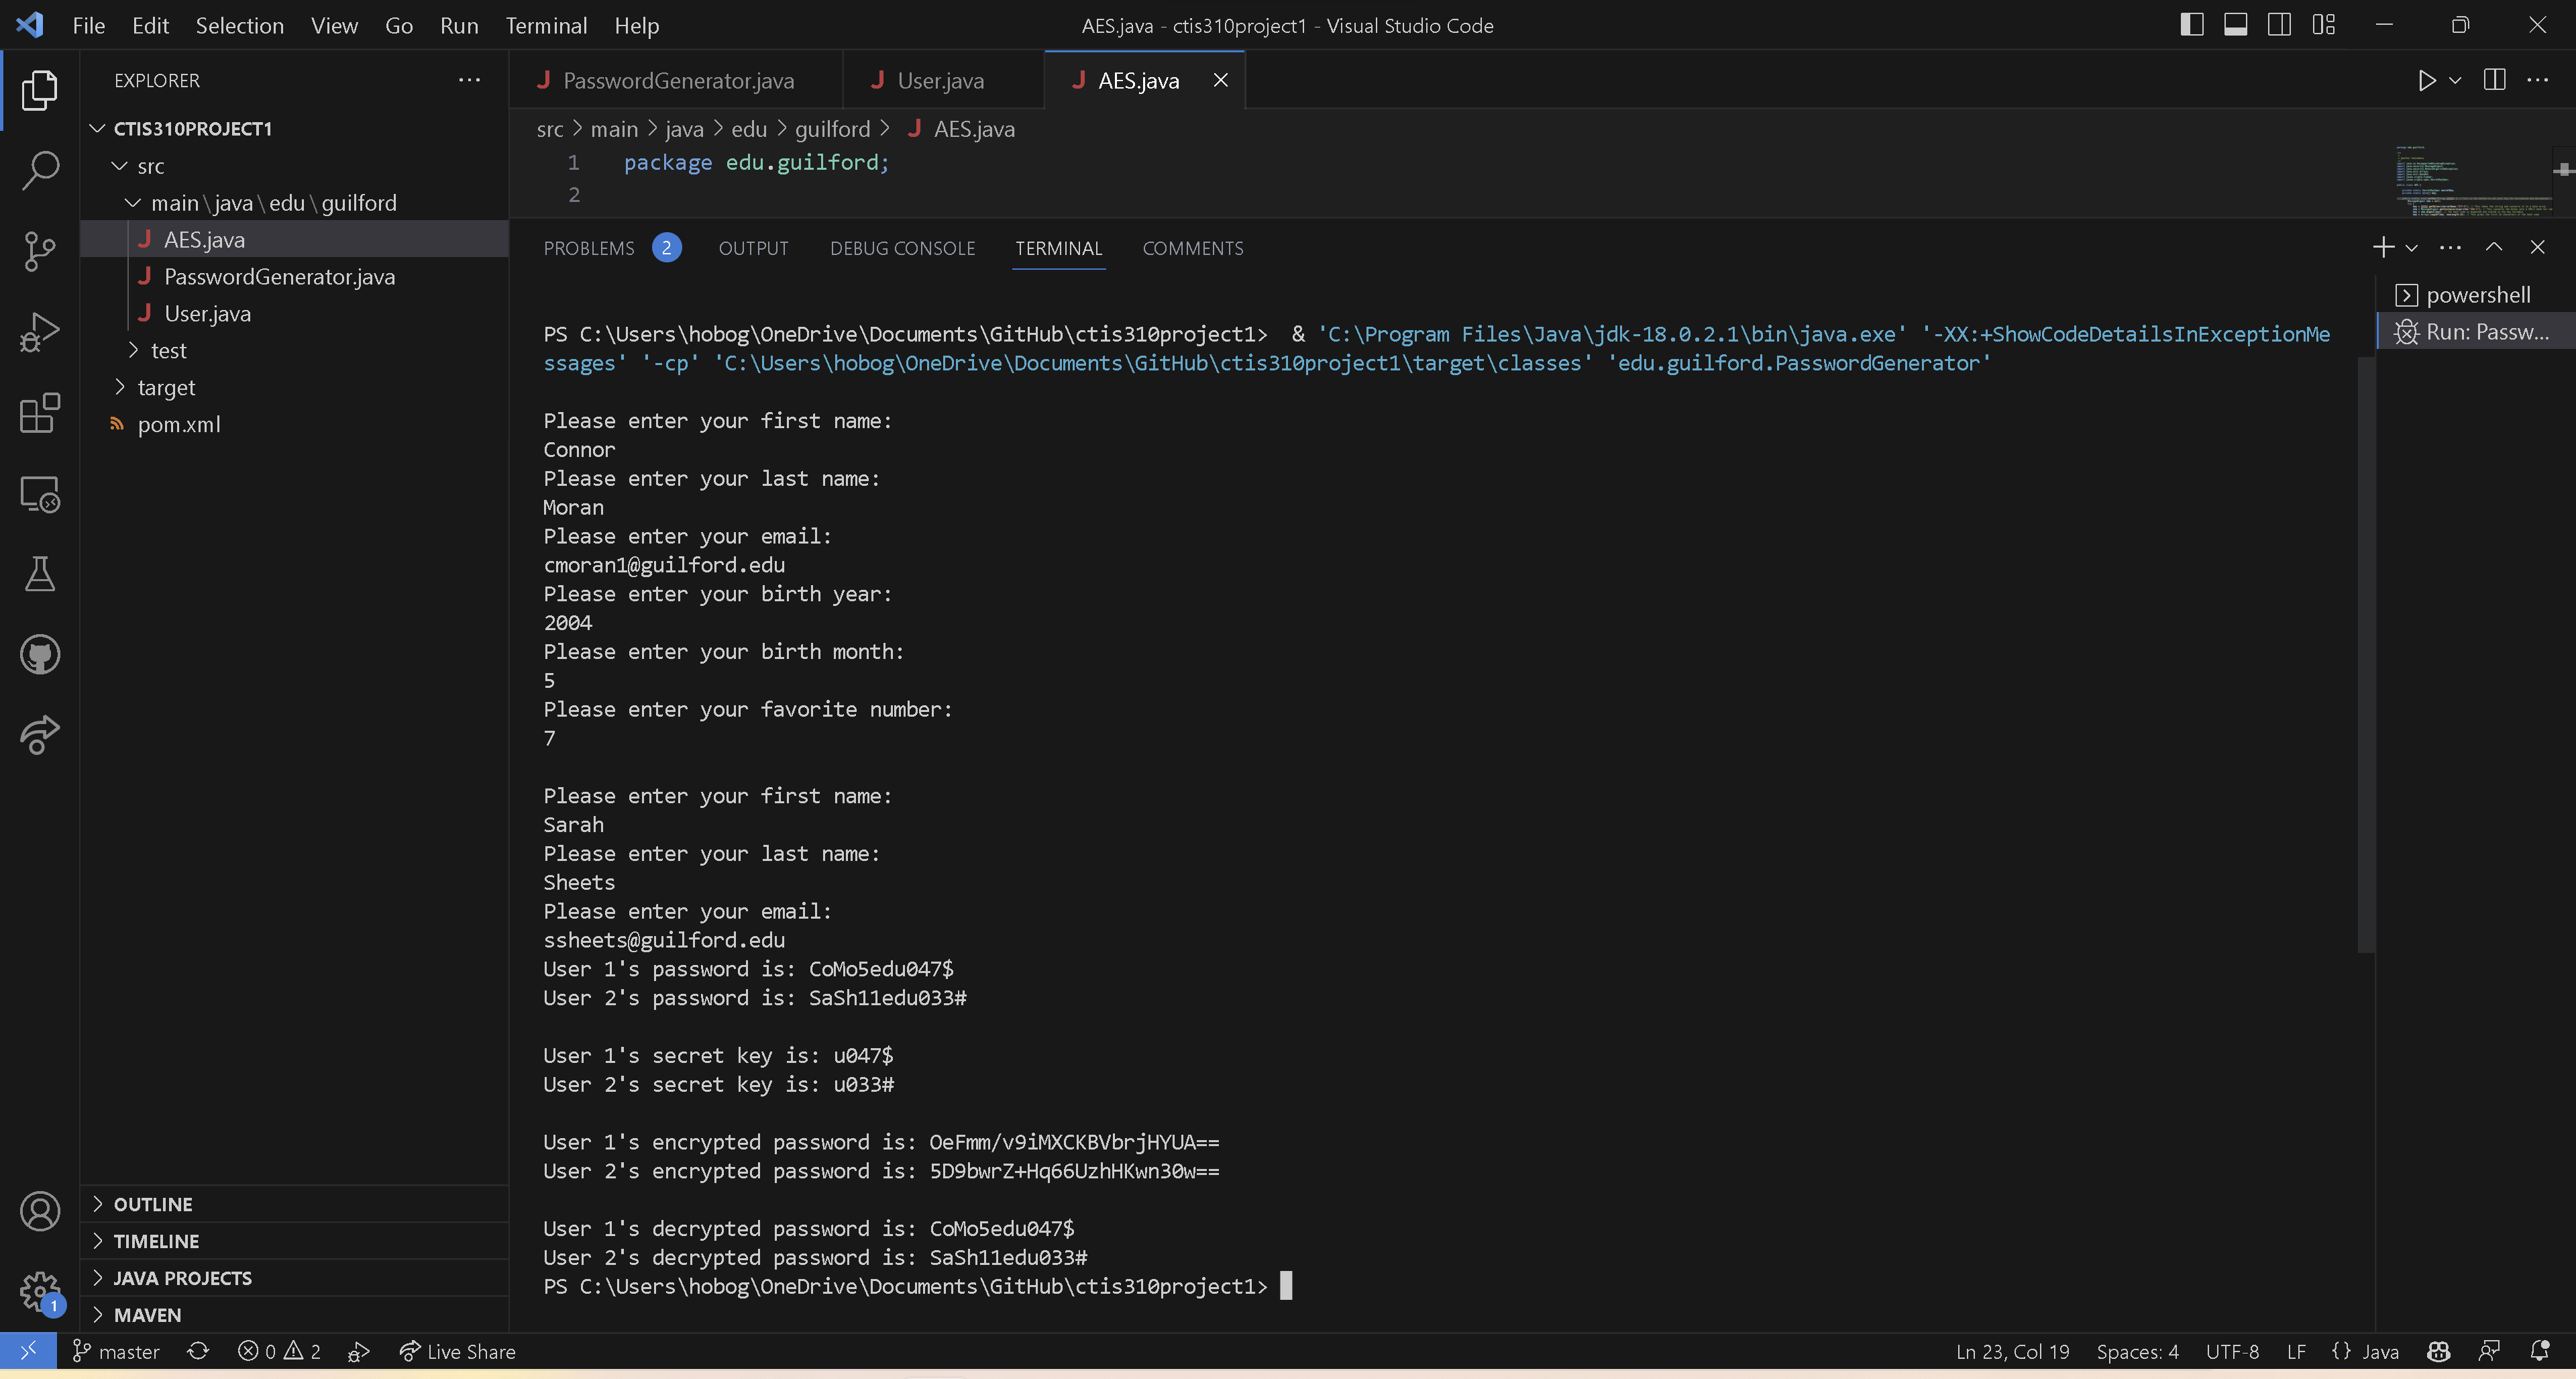 File Edit Selection View Go Run Terminal Help
AES.java - ctis310project1 - Visual Studio Code
EXPLORER
CTIS310PROJECT1
src
main\java\edu\guilford
AES.java
PasswordGenerator.java
User.java
test
target
pom.xml
OUTLINE
TIMELINE
JAVA PROJECTS
MAVEN
PasswordGenerator.java User.java AES.java
src > main > java > edu > guilford > AES.java
1 package edu.guilford;
2
PROBLEMS 2 OUTPUT DEBUG CONSOLE TERMINAL COMMENTS
PS C:\Users\hobog\OneDrive\Documents\GitHub\ctis310project1> & 'C:\Program Files\Java\jdk-18.0.2.1\bin\java.exe' '-XX:+ShowCodeDetailsInExceptionMe
ssages' '-cp' 'C:\Users\hobog\OneDrive\Documents\GitHub\ctis310project1\target\classes' 'edu.guilford.PasswordGenerator'
Please enter your first name:
Connor
Please enter your last name:
Moran
Please enter your email:
cmoran1@guilford.edu
Please enter your birth year:
2004
Please enter your birth month:
5
Please enter your favorite number:
7
Please enter your first name:
Sarah
Please enter your last name:
Sheets
Please enter your email:
ssheets@guilford.edu
User 1's password is: CoMo5edu047$
User 2's password is: SaSh11edu033#
User 1's secret key is: u047$
User 2's secret key is: u033#
User 1's encrypted password is: OeFmm/v9iMXCKBVbrjHYUA==
User 2's encrypted password is: 5D9bwrZ+Hq66UzhHKwn30w==
User 1's decrypted password is: CoMo5edu047$
User 2's decrypted password is: SaSh11edu033#
PS C:\Users\hobog\OneDrive\Documents\GitHub\ctis310project1>
powershell
Run: Passw...
1
master 0 2 Live Share
Ln 23, Col 19 Spaces: 4 UTF-8 LF {} Java